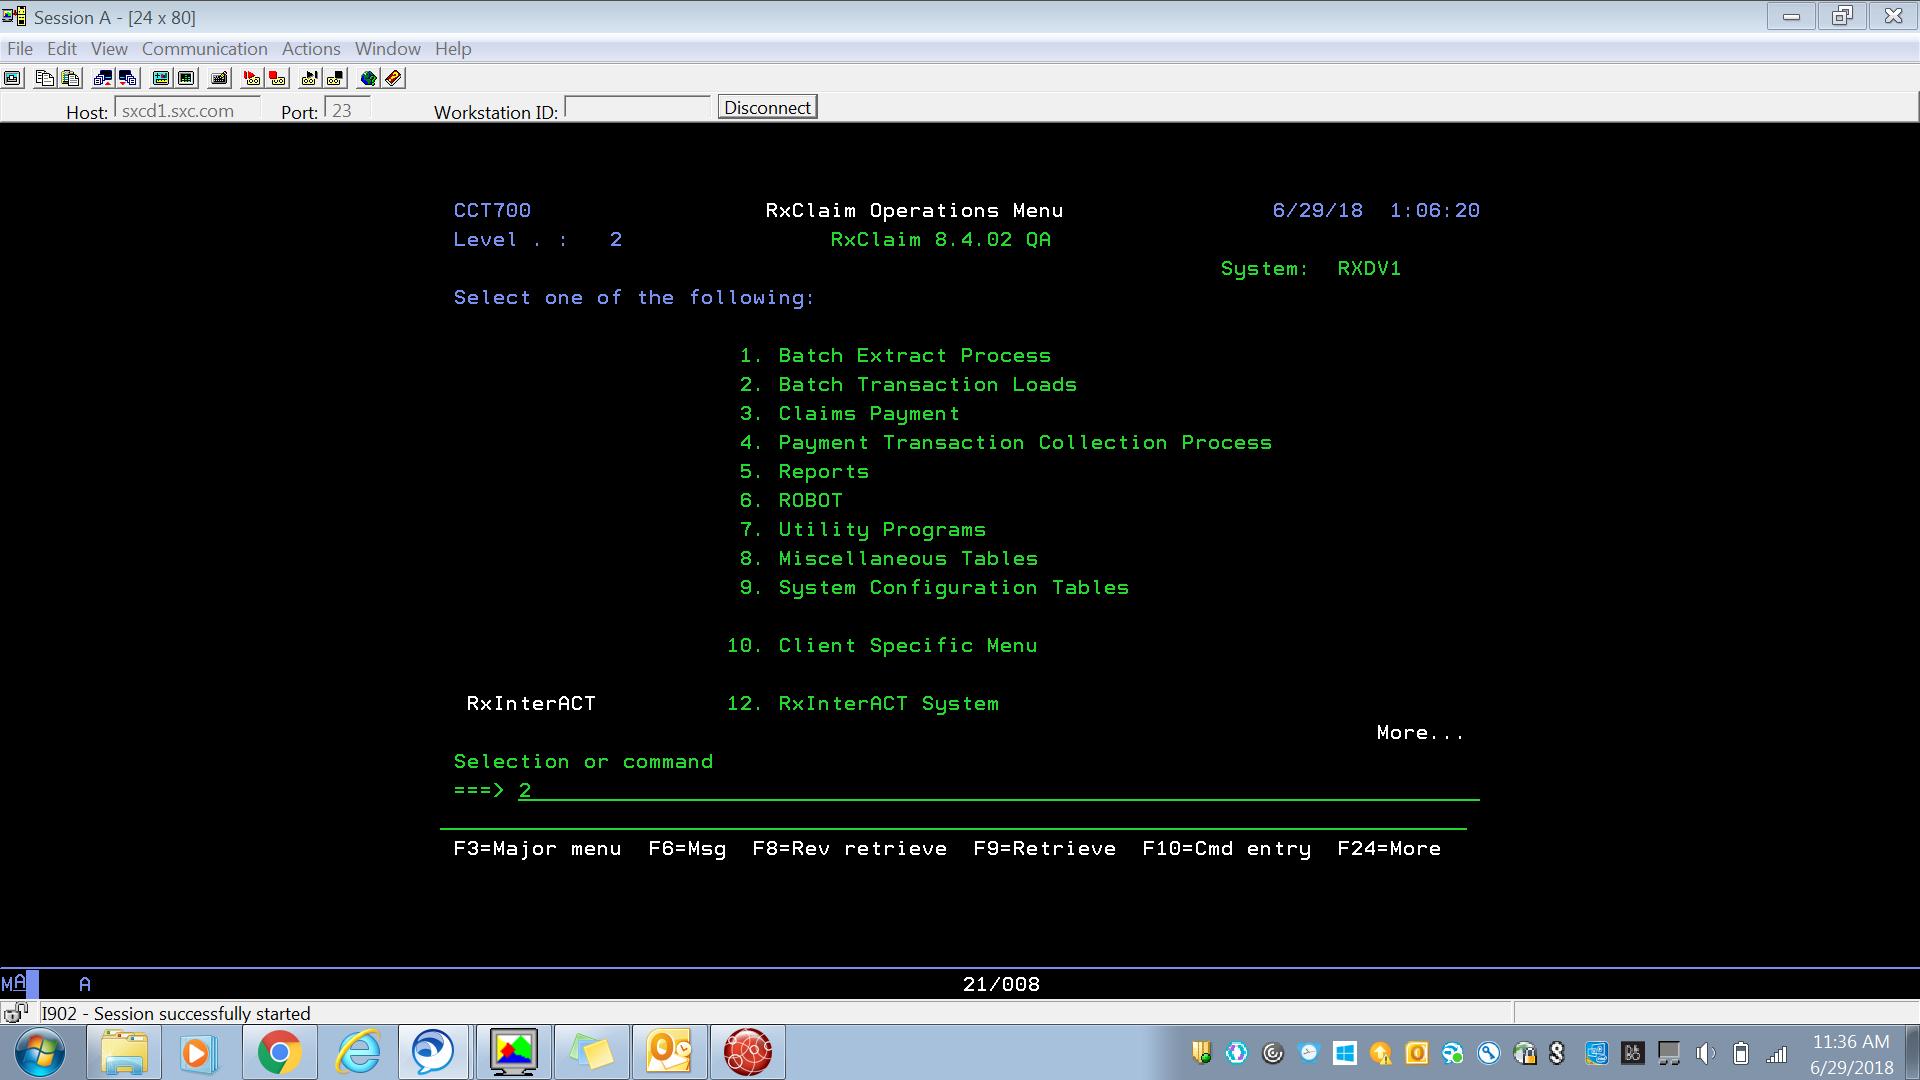 Session A - [24 x 80]
File Edit View Communication Actions Window Help
Host: sxcd1.sxc.com Port: 23 Workstation ID: Disconnect
CCT700 RxClaim Operations Menu 6/29/18 1:06:20
Level . : 2 RxClaim 8.4.02 QA
System: RXDV1
Select one of the following:
1. Batch Extract Process
2. Batch Transaction Loads
3. Claims Payment
4. Payment Transaction Collection Process
5. Reports
6. ROBOT
7. Utility Programs
8. Miscellaneous Tables
9. System Configuration Tables
10. Client Specific Menu
RxInterACT 12. RxInterACT System
More...
Selection or command
===> 2
F3=Major menu F6=Msg F8=Rev retrieve F9=Retrieve F10=Cmd entry F24=More
MA A 21/008
I902 - Session successfully started
11:36 AM
6/29/2018